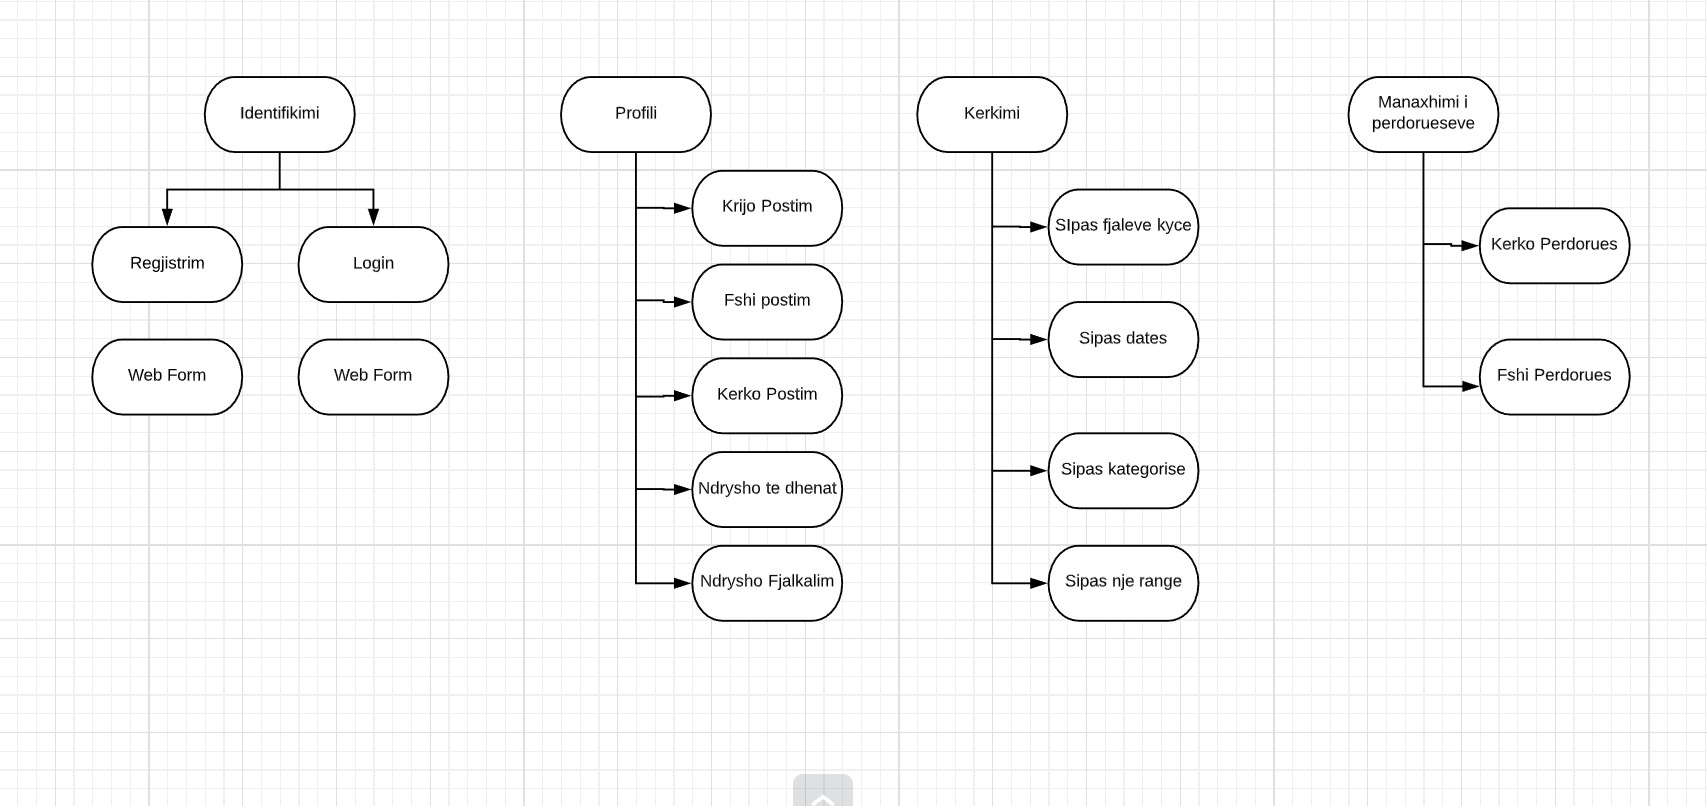 Identifikimi
Regjistrim
Login
Web Form
Web Form
Profili
Krijo Postim
Fshi postim
Kerko Postim
Ndrysho te dhenat
Ndrysho Fjalkalim
Kerkimi
SIpas fjaleve kyce
Sipas dates
Sipas kategorise
Sipas nje range
Manaxhimi i
perdorueseve
Kerko Perdorues
Fshi Perdorues